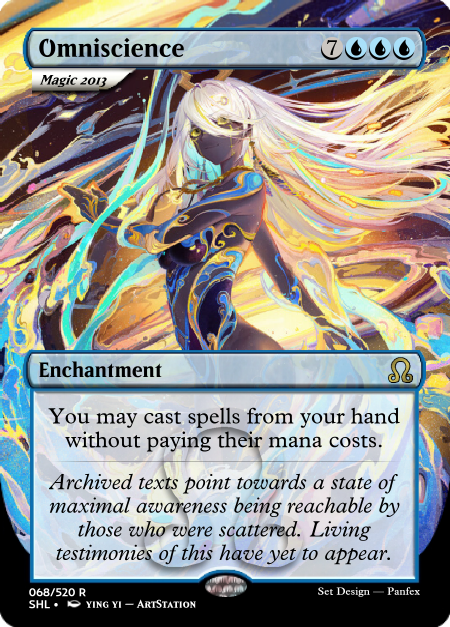 Omniscience 7
Magic 2013
Enchantment
You may cast spells from your hand
without paying their mana costs.
Archived texts point towards a state of
maximal awareness being reachable by
those who were scattered. Living
testimonies of this have yet to appear.
068/520 R
Set Design — Panfex
SHL • YING YI — ArtStation